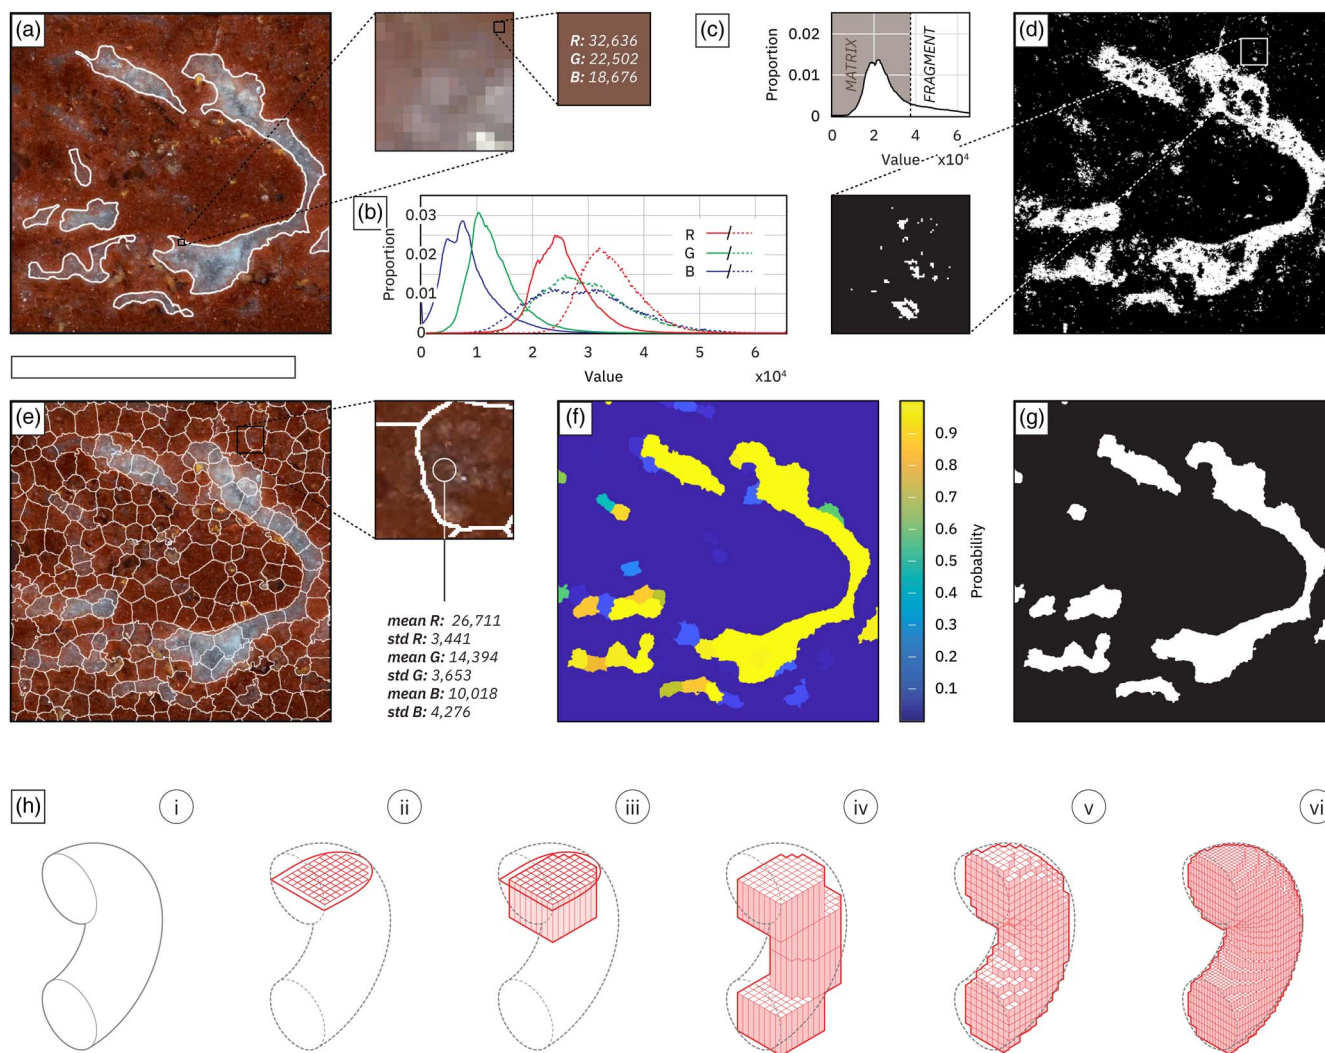 (a)
R: 32,636
G: 22,502
B: 18,676
(c)
Proportion
0.02
0.01
0
MATRIX
FRAGMENT
0 2 4 6
Value x10⁴
(d)
(b)
Proportion
0.03
0.02
0.01
0
R /
G /
B /
0 1 2 3 4 5 6
Value x10⁴
(e)
mean R: 26,711
std R: 3,441
mean G: 14,394
std G: 3,653
mean B: 10,018
std B: 4,276
(f)
0.9
0.8
0.7
0.6
0.5
0.4
0.3
0.2
0.1
Probability
(g)
(h)
i ii iii iv v vi